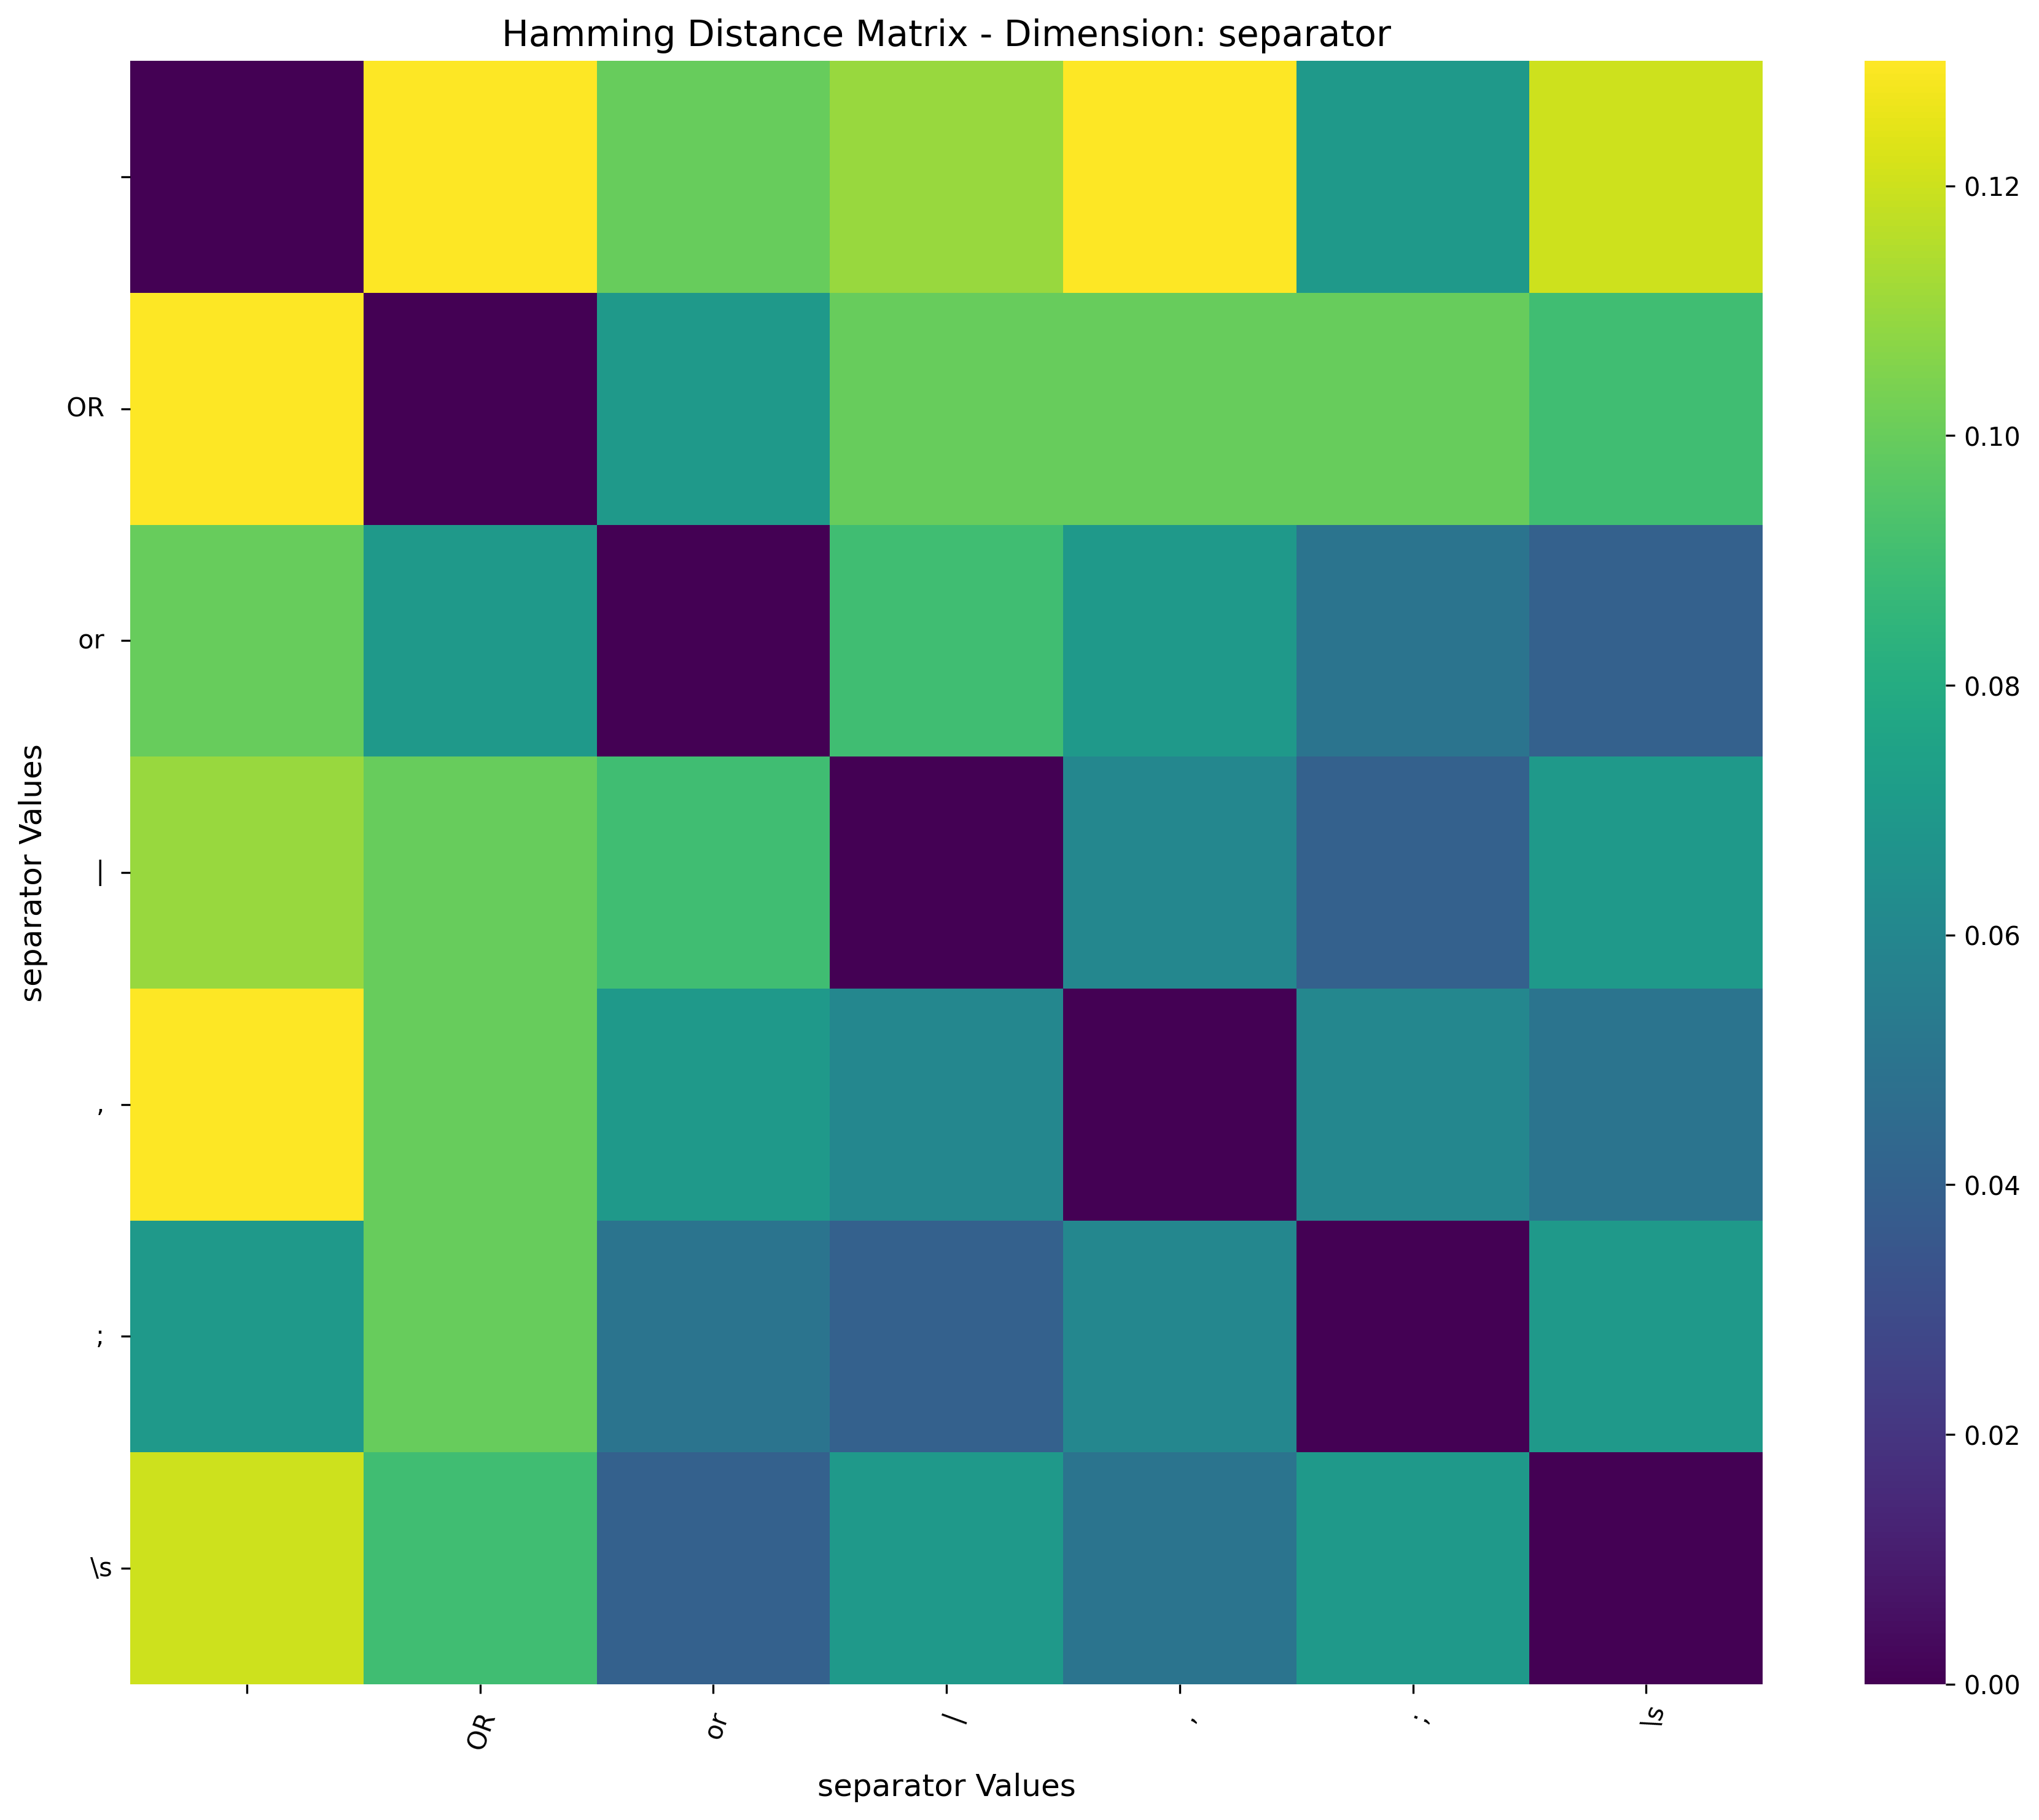 Hamming Distance Matrix - Dimension: separator
separator Values
OR
or
|
,
;
\s
OR
or
|
,
;
\s
separator Values
0.12
0.10
0.08
0.06
0.04
0.02
0.00